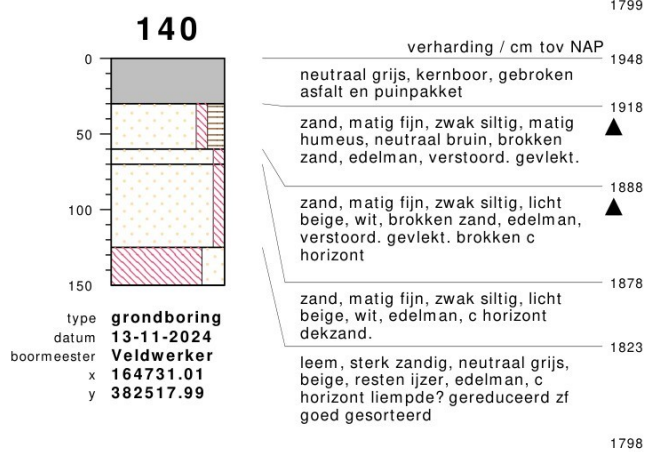 1799
140
verharding / cm tov NAP
0
1948
neutraal grijs, kernboor, gebroken
asfalt en puinpakket
1918
zand, matig fijn, zwak siltig, matig
humeus, neutraal bruin, brokken
zand, edelman, verstoord. gevlekt.
50
1888
zand, matig fijn, zwak siltig, licht
beige, wit, brokken zand, edelman,
verstoord. gevlekt. brokken c
horizont
100
1878
zand, matig fijn, zwak siltig, licht
beige, wit, edelman, c horizont
dekzand.
150
1823
leem, sterk zandig, neutraal grijs,
beige, resten ijzer, edelman, c
horizont liempde? gereduceerd zf
goed gesorteerd
type grondboring
datum 13-11-2024
boormeester Veldwerker
x 164731.01
y 382517.99
1798